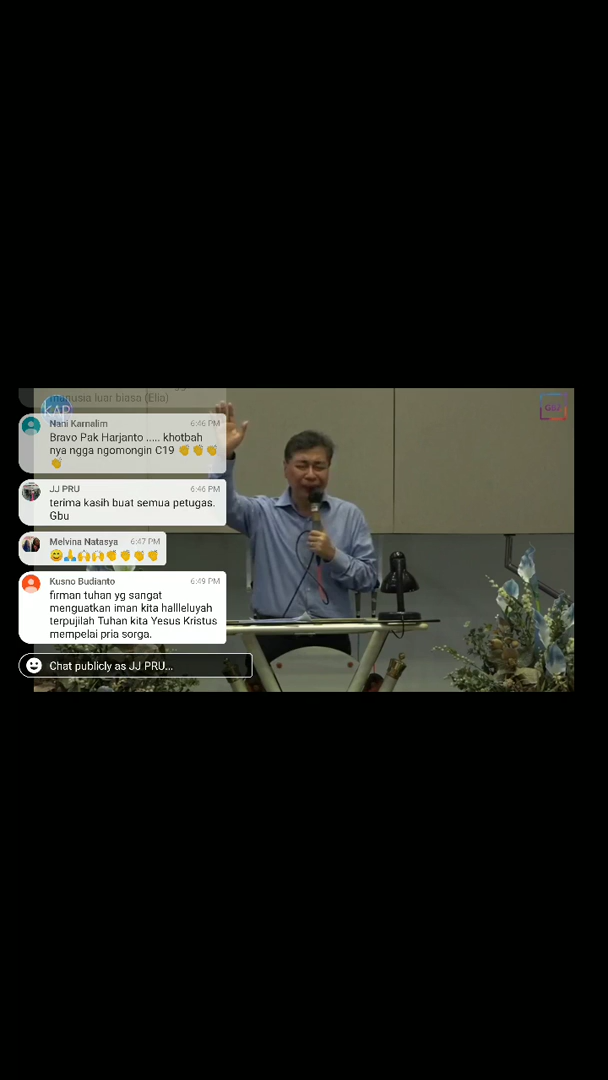 manusia luar biasa (Elia)
KAP
GBJ
Nani Karnalim 6:46 PM
Bravo Pak Harjanto ..... khotbah
nya ngga ngomongin C19 👏👏👏
👏
JJ PRU 6:46 PM
terima kasih buat semua petugas.
Gbu
Melvina Natasya 6:47 PM
😊🙏🙌🙌👏👏👏👏
Kusno Budianto 6:49 PM
firman tuhan yg sangat
menguatkan iman kita hallleluyah
terpujilah Tuhan kita Yesus Kristus
mempelai pria sorga.
Chat publicly as JJ PRU...